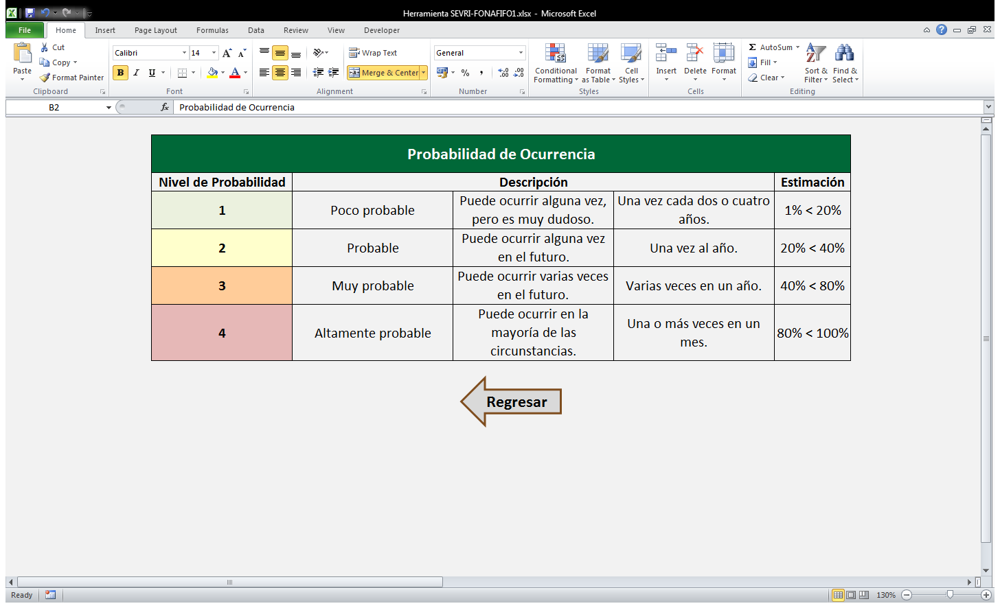 Herramienta SEVRI-FONAFIFO1.xlsx - Microsoft Excel
File Home Insert Page Layout Formulas Data Review View Developer
Paste
Cut
Copy
Format Painter
Clipboard
Calibri 14
A A
B I U A
Font
Wrap Text
Merge & Center
Alignment
General
% , .00 .00
Number
Conditional Formatting
Format as Table
Cell Styles
Styles
Insert Delete Format
Cells
Σ AutoSum
Fill
Clear
Sort & Filter
Find & Select
Editing
B2 fx Probabilidad de Ocurrencia
Probabilidad de Ocurrencia
Nivel de Probabilidad Descripción Estimación
1 Poco probable Puede ocurrir alguna vez, pero es muy dudoso. Una vez cada dos o cuatro años. 1% < 20%
2 Probable Puede ocurrir alguna vez en el futuro. Una vez al año. 20% < 40%
3 Muy probable Puede ocurrir varias veces en el futuro. Varias veces en un año. 40% < 80%
4 Altamente probable Puede ocurrir en la mayoría de las circunstancias. Una o más veces en un mes. 80% < 100%
Regresar
Ready 130%